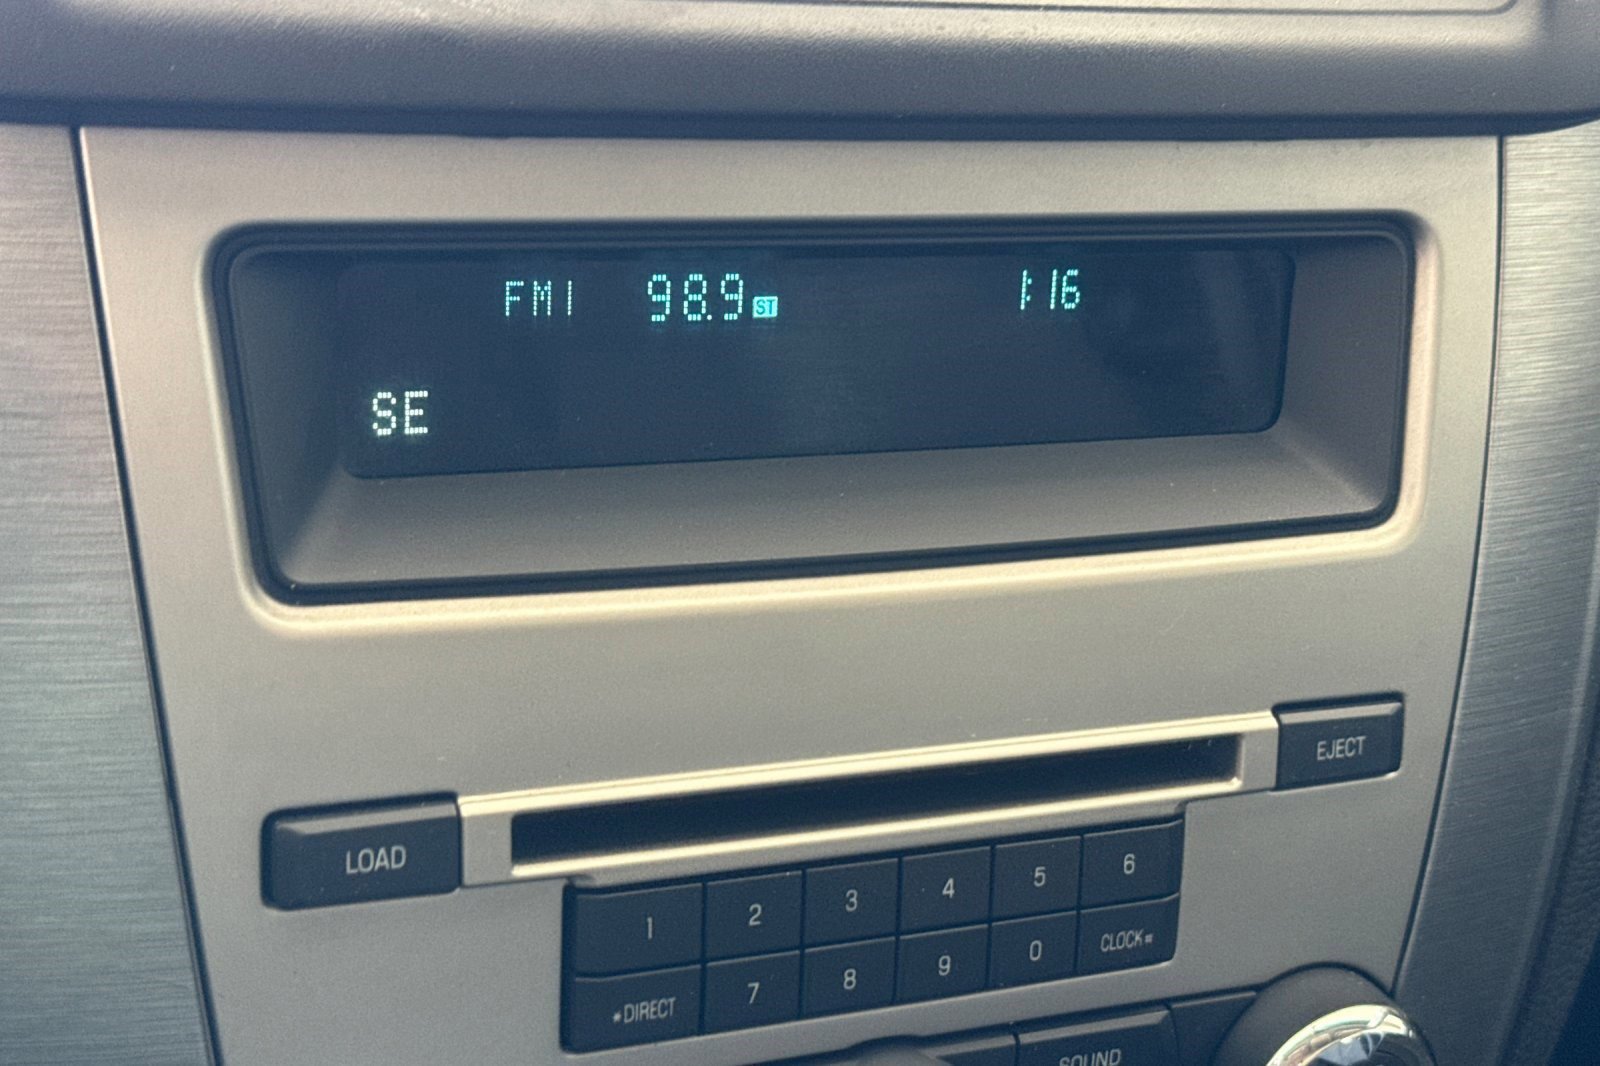 FM1 98.9 ST 1:16
SE
EJECT
LOAD
1 2 3 4 5 6
*DIRECT 7 8 9 0 CLOCK#
SOUND